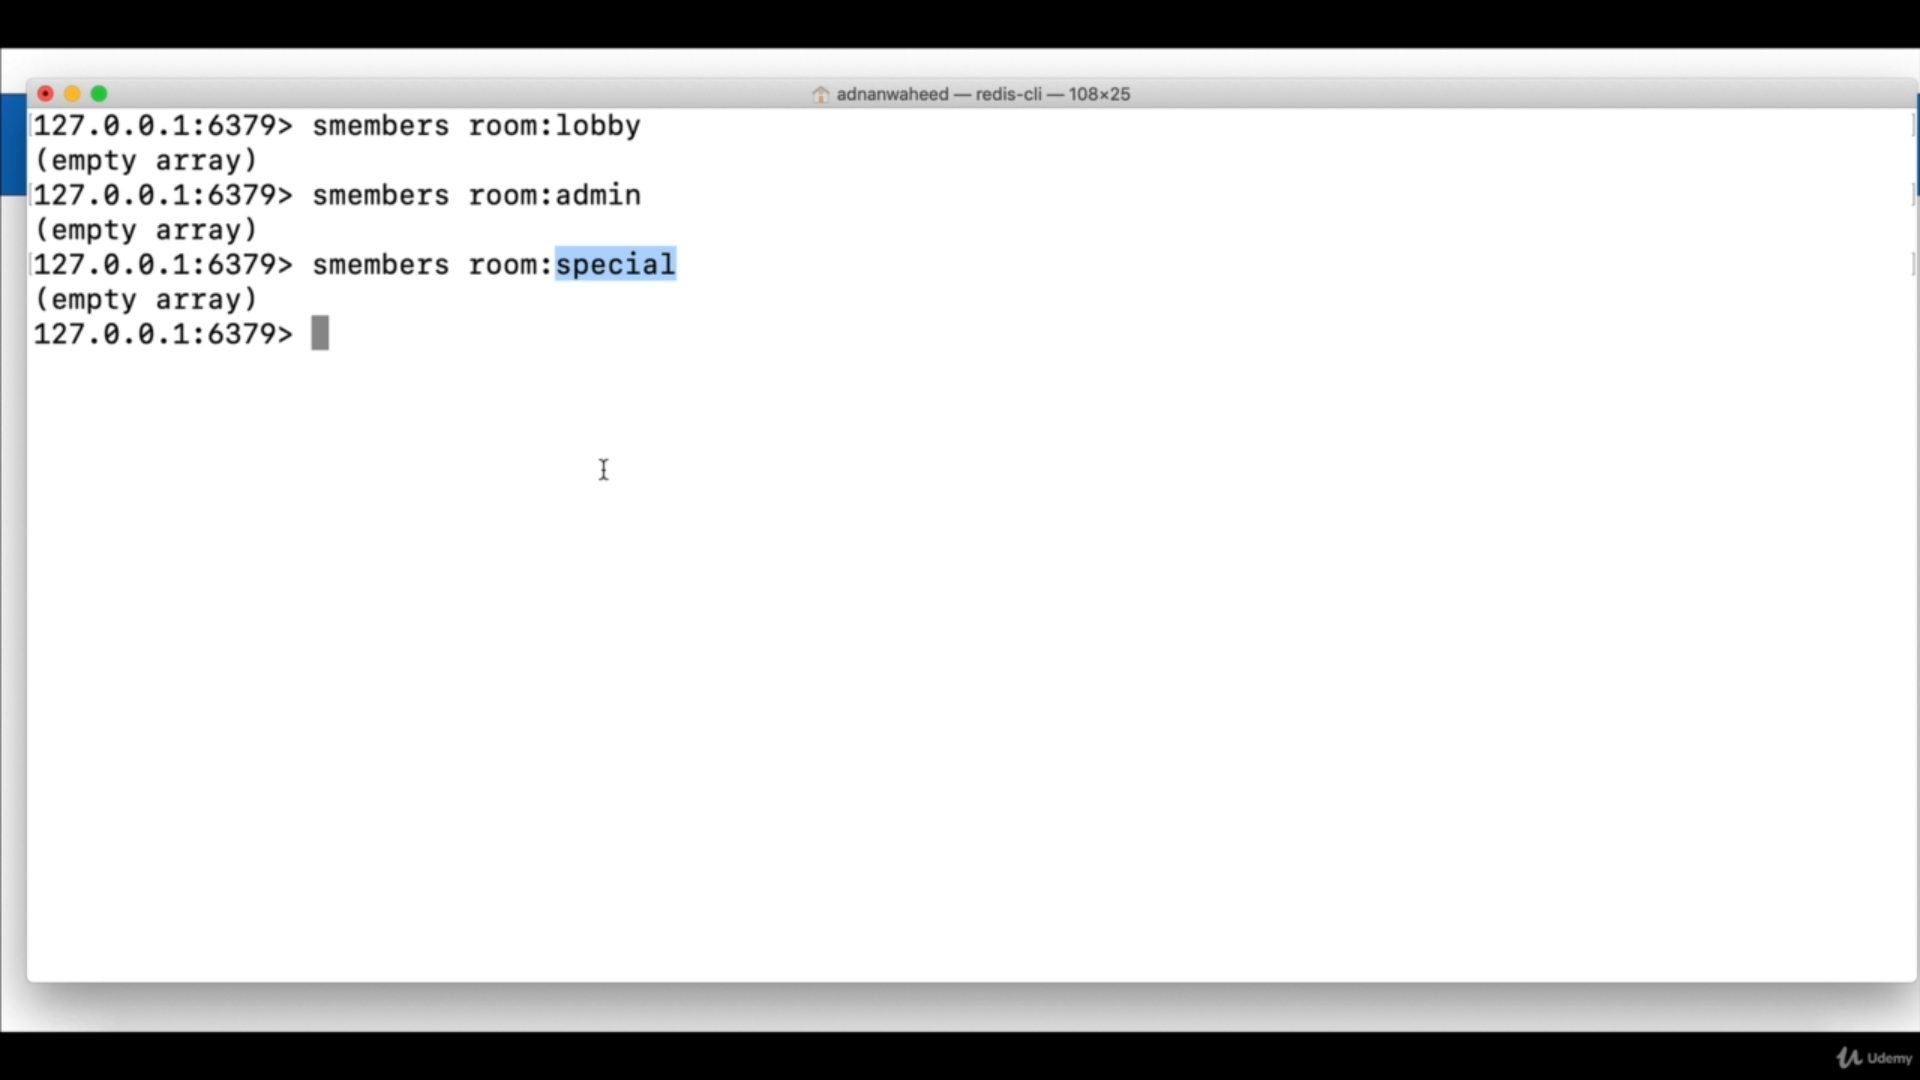 adnanwaheed — redis-cli — 108×25
127.0.0.1:6379> smembers room:lobby
(empty array)
127.0.0.1:6379> smembers room:admin
(empty array)
127.0.0.1:6379> smembers room:special
(empty array)
127.0.0.1:6379>
Udemy